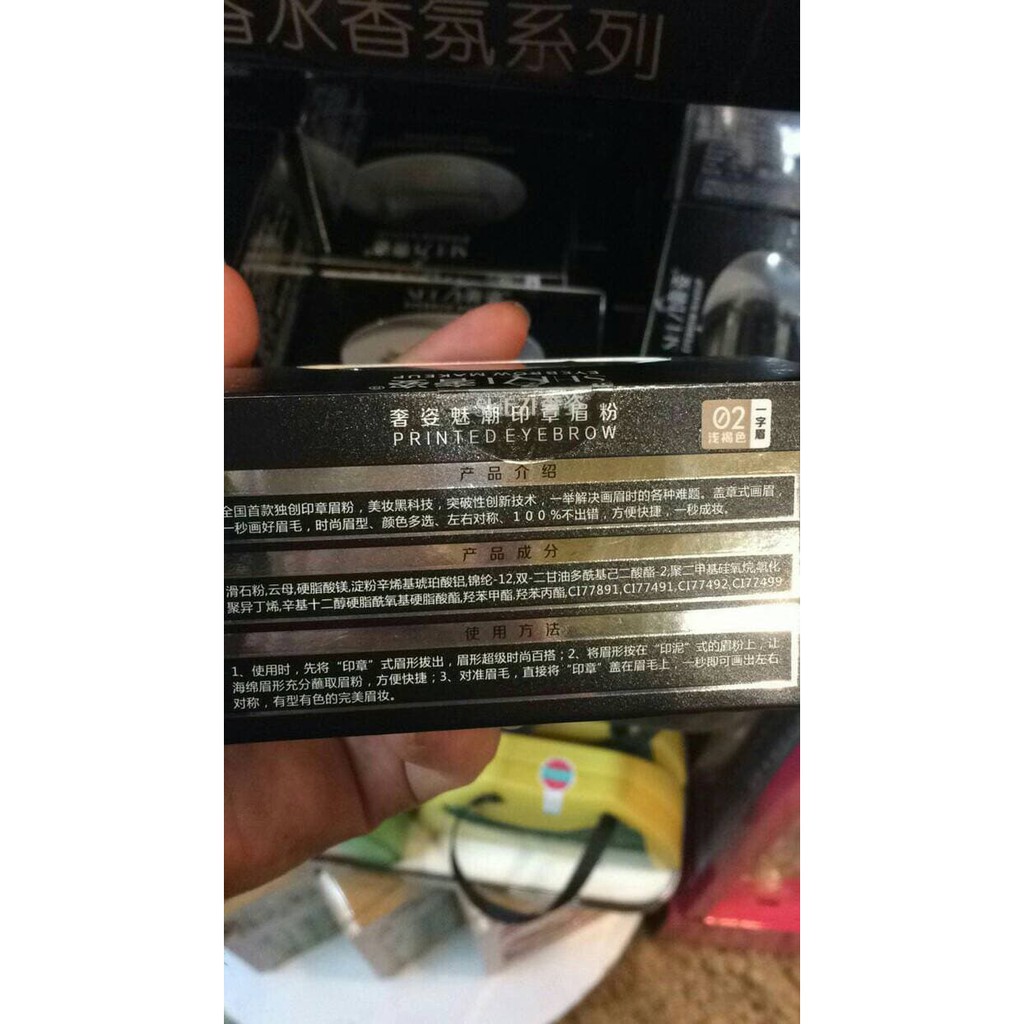 水香氛系列
EYEBROW MAKEUP
奢姿魅潮印章眉粉
PRINTEDEYEBROW
02
浅褐色
一字眉
产品介绍
全国首款独创印章眉粉，美妆黑科技，突破性创新技术，一举解决画眉时的各种难题。盖章式画眉
一秒画好眉毛，时尚眉型、颜色多选、左右对称、100%不出错，方便快捷，一秒成妆。
产品成分
滑石粉,云母,硬脂酸镁,淀粉辛烯基琥珀酸铝,锦纶-12,双-二甘油多酰基己二酸酯-2,聚二甲基硅氧烷,氢化
聚异丁烯,辛基十二醇硬脂酰氧基硬脂酸酯,羟苯甲酯,羟苯丙酯,CI77891,CI77491,CI77492,CI77499
使用方法
1、使用时，先将“印章”式眉形拔出，眉形超级时尚百搭；2、将眉形按在“印泥”式的眉粉上，让
海绵眉形充分蘸取眉粉，方便快捷；3、对准眉毛，直接将“印章”盖在眉毛上，一秒即可画出左右
对称，有型有色的完美眉妆。